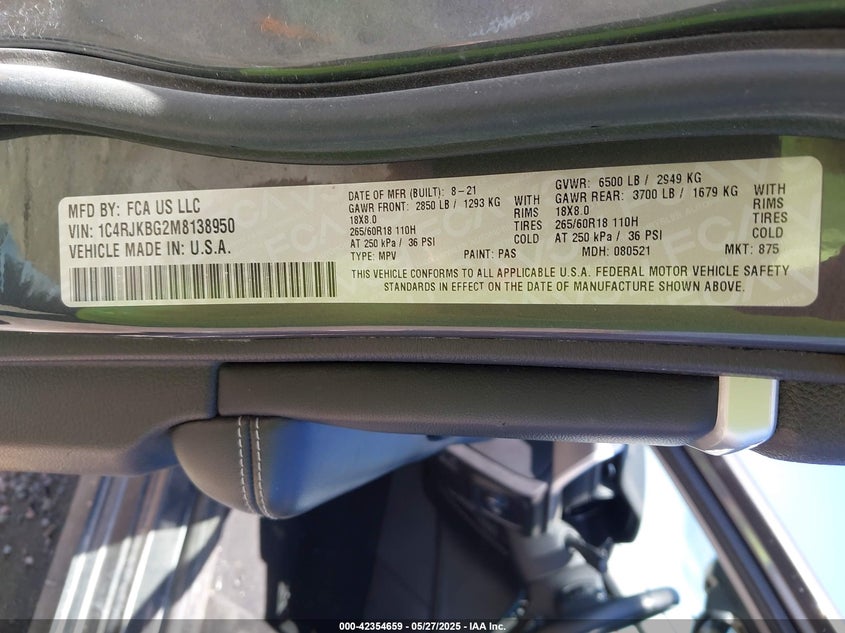 MFD BY: FCA US LLC
VIN: 1C4RJKBG2M8138950
VEHICLE MADE IN U.S.A.
DATE OF MFR (BUILT): 8-21
GAWR FRONT: 2850 LB / 1293 KG WITH
18X8.0 RIMS
265/60R18 110H TIRES
AT 250 kPa / 36 PSI COLD
TYPE: MPV PAINT: PAS
GVWR: 6500 LB / 2949 KG
GAWR REAR: 3700 LB / 1679 KG WITH
18X8.0 RIMS
265/60R18 110H TIRES
AT 250 kPa / 36 PSI COLD
MDH: 080521 MKT: 875
THIS VEHICLE CONFORMS TO ALL APPLICABLE U.S.A. FEDERAL MOTOR VEHICLE SAFETY
STANDARDS IN EFFECT ON THE DATE OF MANUFACTURE SHOWN ABOVE.
000-42354659 - 05/27/2025 - IAA Inc.